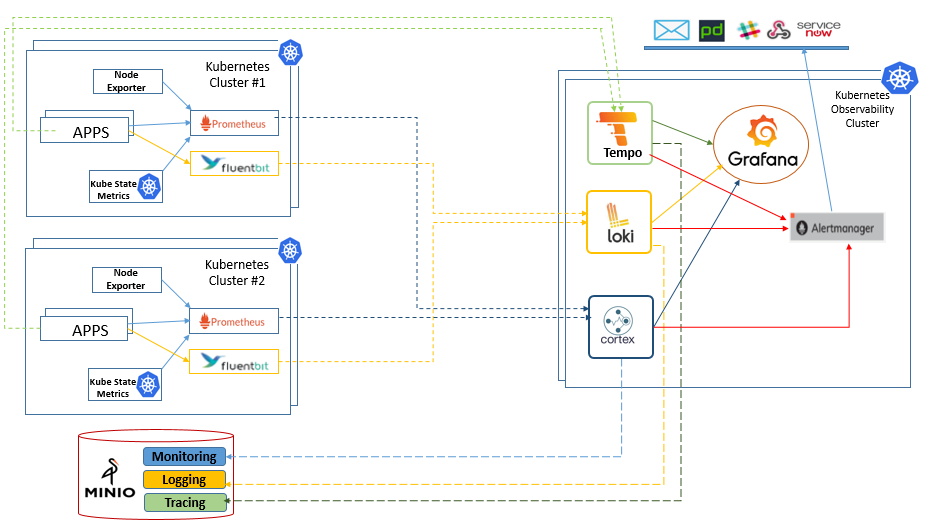 service
now
pd
Kubernetes
Cluster #1
Node
Exporter
APPS
Prometheus
fluentbit
Kube State
Metrics
Kubernetes
Observability
Cluster
Tempo
Grafana
loki
Alertmanager
cortex
Kubernetes
Cluster #2
Node
Exporter
APPS
Prometheus
fluentbit
Kube State
Metrics
MINIO
Monitoring
Logging
Tracing